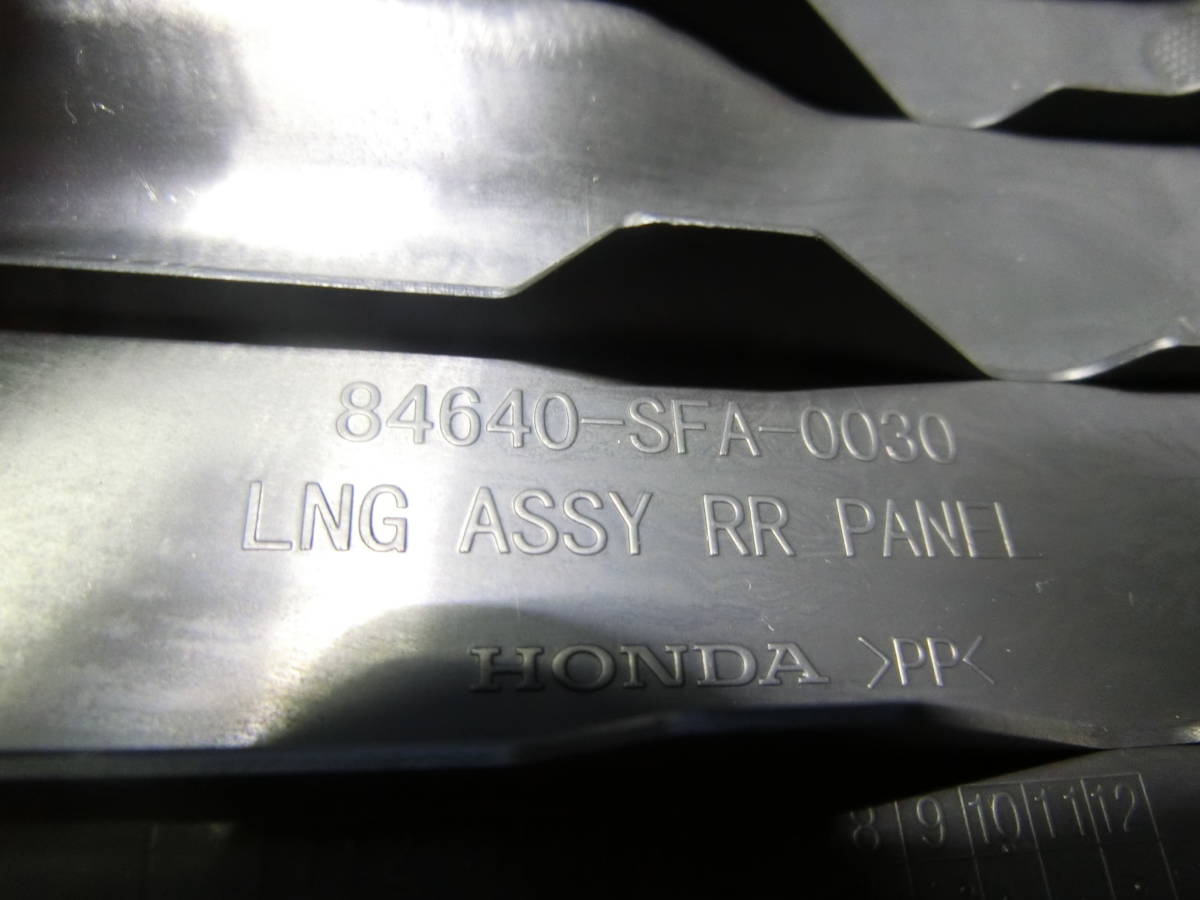 84640-SFA-0030
LNG ASSY RR PANEL
HONDA >PP<
8 9 10 11 12